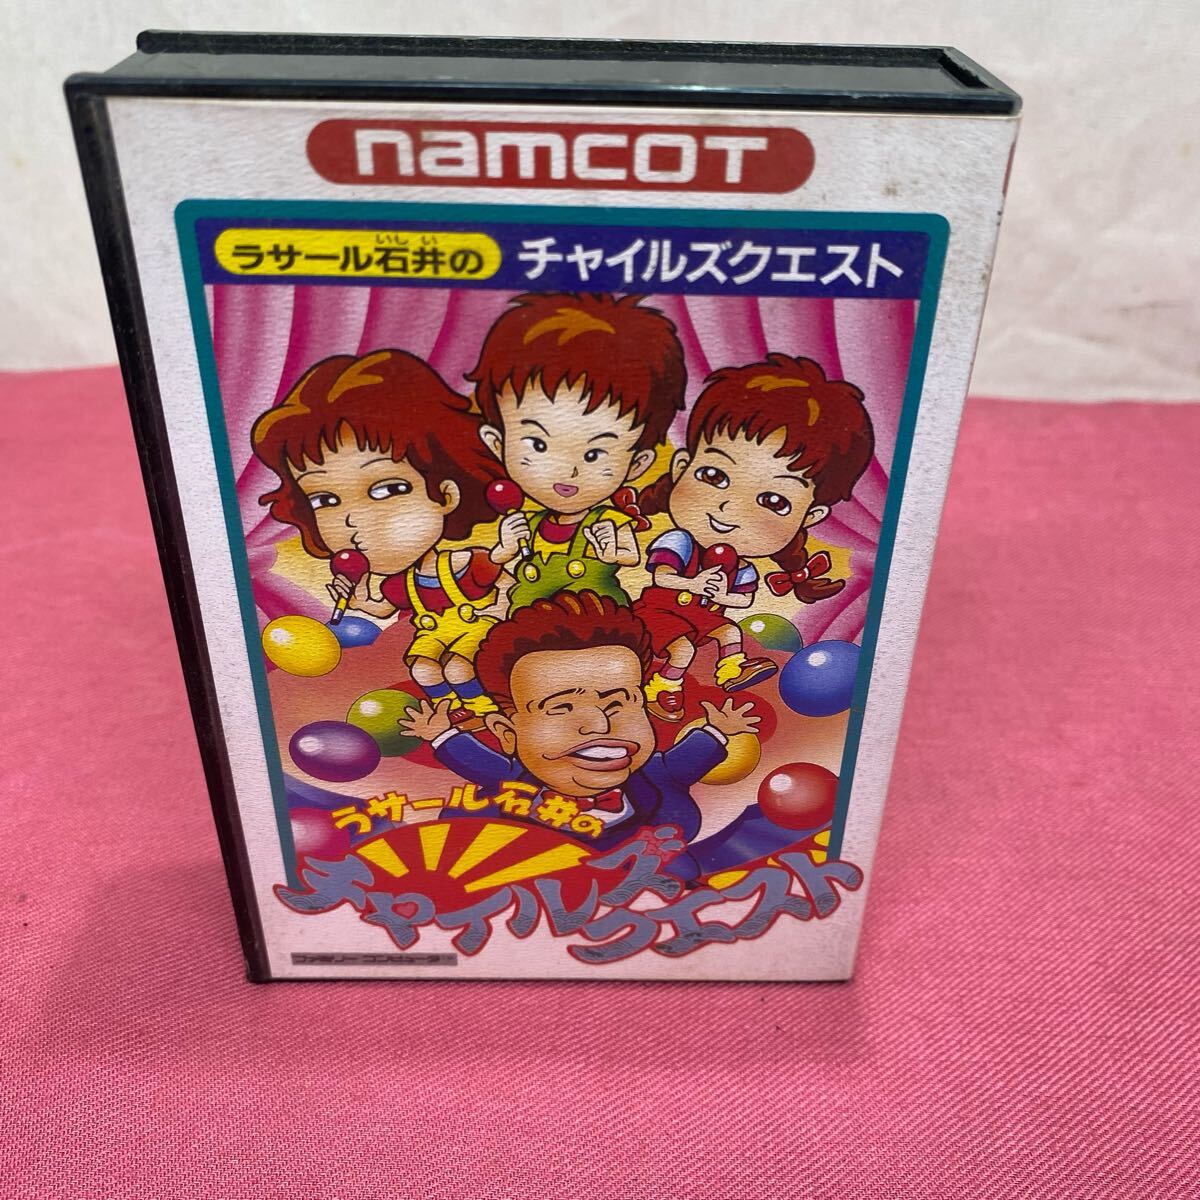 namcot
いしい
ラサール石井の チャイルズクエスト
ラサール石井の
チャイルズ
クエスト
ファミリー コンピュータ